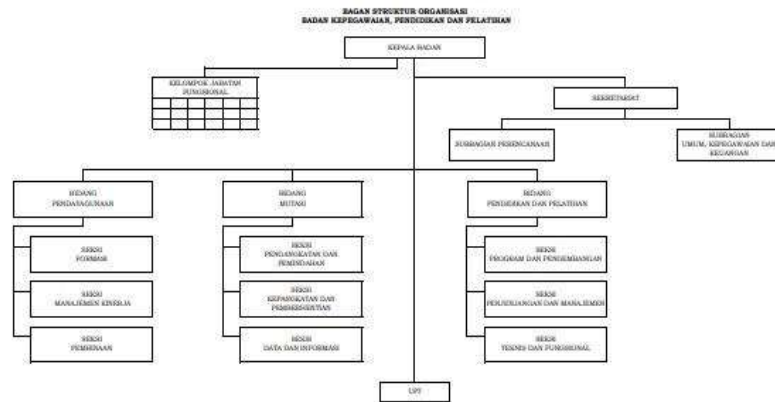 BAGAN STRUKTUR ORGANISASI
BADAN KEPEGAWAIAN, PENDIDIKAN DAN PELATIHAN
KEPALA BADAN
KELOMPOK JABATAN
FUNGSIONAL
SEKRETARIAT
SUBBAGIAN PERENCANAAN
SUBBAGIAN
UMUM, KEPEGAWAIAN DAN
KEUANGAN
BIDANG
PENDAYAGUNAAN
BIDANG
MUTASI
BIDANG
PENDIDIKAN DAN PELATIHAN
SEKSI
FORMASI
SEKSI
PENGANGKATAN DAN
PEMINDAHAN
SEKSI
PROGRAM DAN PENGEMBANGAN
SEKSI
MANAJEMEN KINERJA
SEKSI
KEPANGKATAN DAN
PEMBERHENTIAN
SEKSI
PENJENJANGAN DAN MANAJEMEN
SEKSI
PEMBINAAN
SEKSI
DATA DAN INFORMASI
SEKSI
TEKNIS DAN FUNGSIONAL
UPT